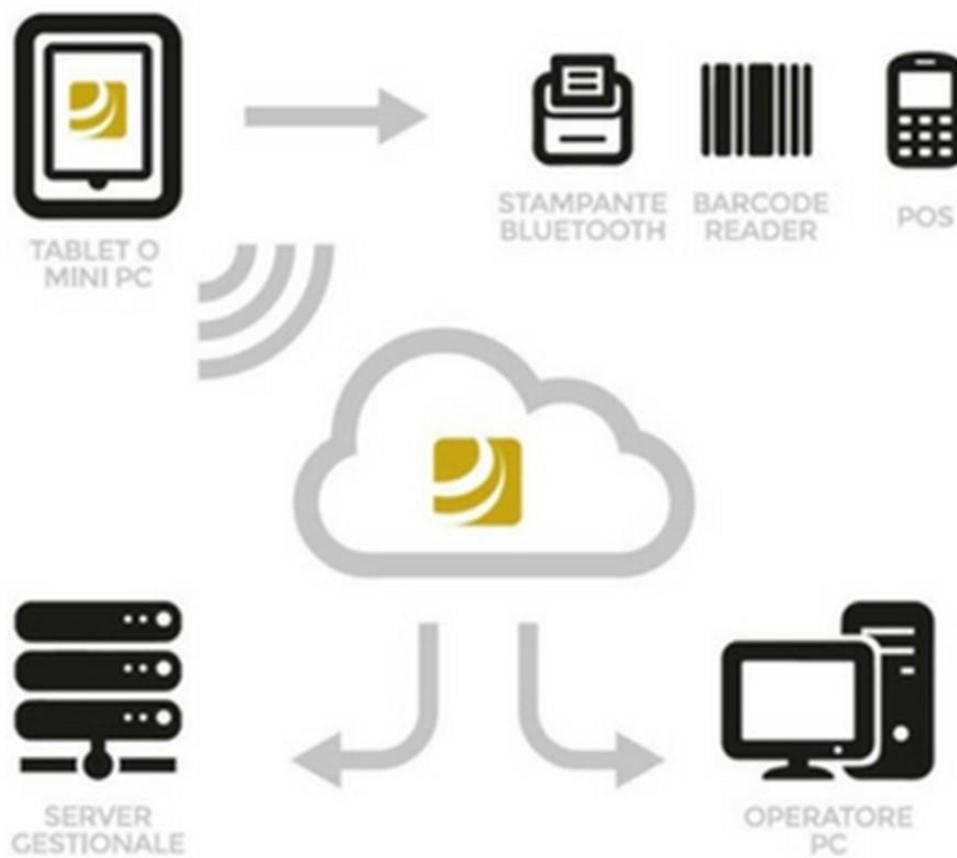 STAMPANTE
BLUETOOTH
BARCODE
READER
POS
TABLET O
MINI PC
SERVER
GESTIONALE
OPERATORE
PC